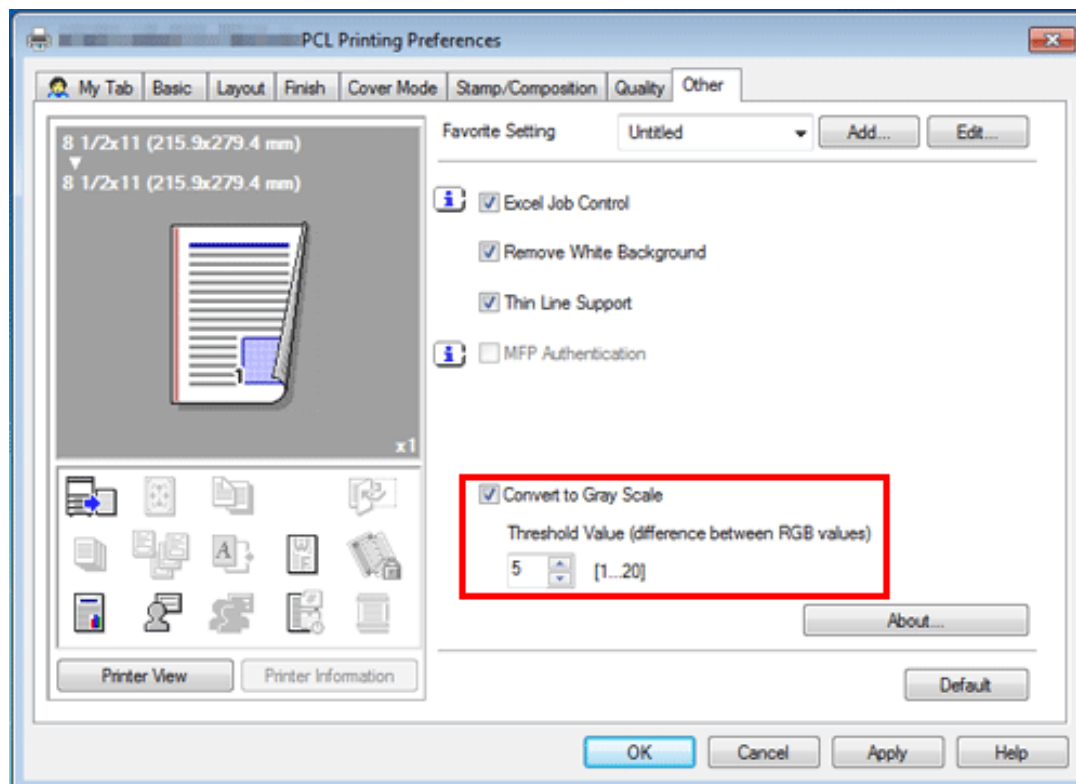 PCL Printing Preferences
My Tab Basic Layout Finish Cover Mode Stamp/Composition Quality Other
8 1/2x11 (215.9x279.4 mm)
8 1/2x11 (215.9x279.4 mm)
1
x1
Printer View Printer Information
Favorite Setting Untitled Add... Edit...
Excel Job Control
Remove White Background
Thin Line Support
MFP Authentication
Convert to Gray Scale
Threshold Value (difference between RGB values)
5 [1...20]
About...
Default
OK Cancel Apply Help